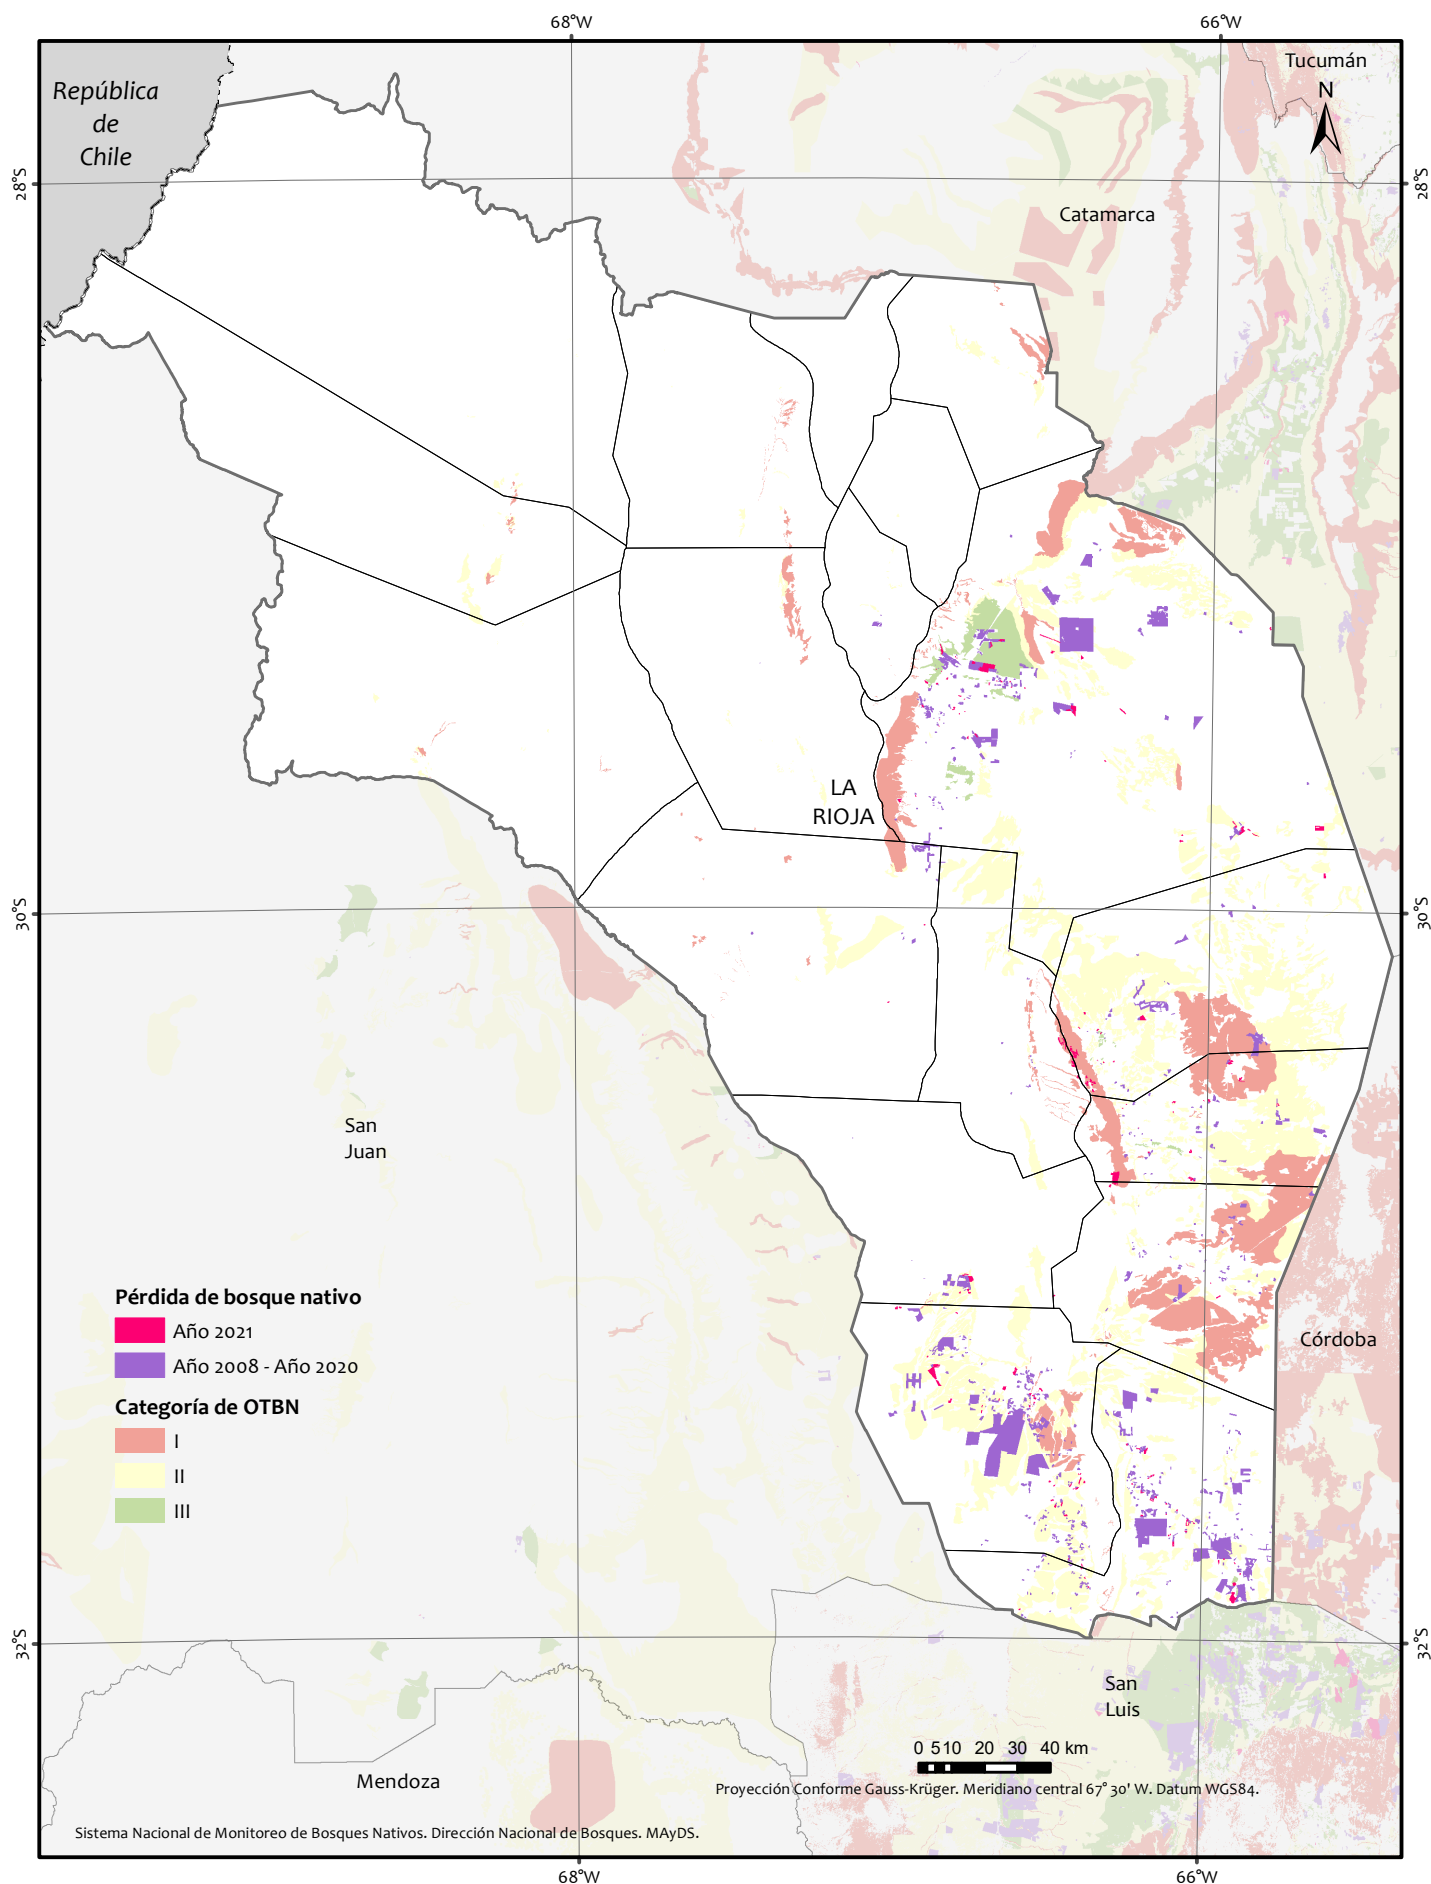 68°W
66°W
Tucumán
N
República
de
Chile
28°S
28°S
Catamarca
LA
RIOJA
30°S
30°S
San
Juan
Pérdida de bosque nativo
Año 2021
Año 2008 - Año 2020
Categoría de OTBN
I
II
III
Córdoba
32°S
32°S
San
Luis
0 5 10 20 30 40 km
Mendoza
Proyección Conforme Gauss-Krüger. Meridiano central 67° 30' W. Datum WGS84.
Sistema Nacional de Monitoreo de Bosques Nativos. Dirección Nacional de Bosques. MAyDS.
68°W
66°W